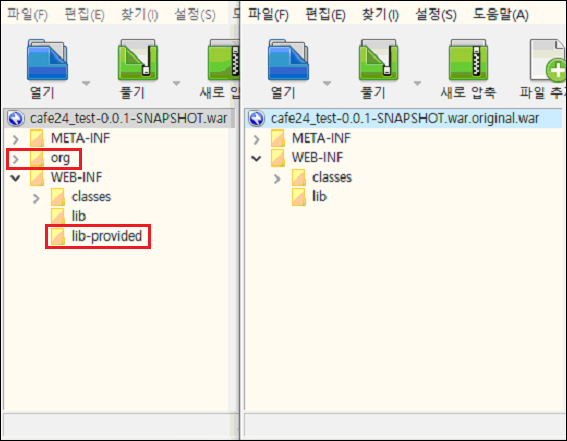 파일(F) 편집(E) 찾기(I) 설정(S)
열기 풀기 새로 압
cafe24_test-0.0.1-SNAPSHOT.war
META-INF
org
WEB-INF
classes
lib
lib-provided
파일(F) 편집(E) 찾기(I) 설정(S) 도움말(A)
열기 풀기 새로 압축 파일 추
cafe24_test-0.0.1-SNAPSHOT.war.original.war
META-INF
WEB-INF
classes
lib